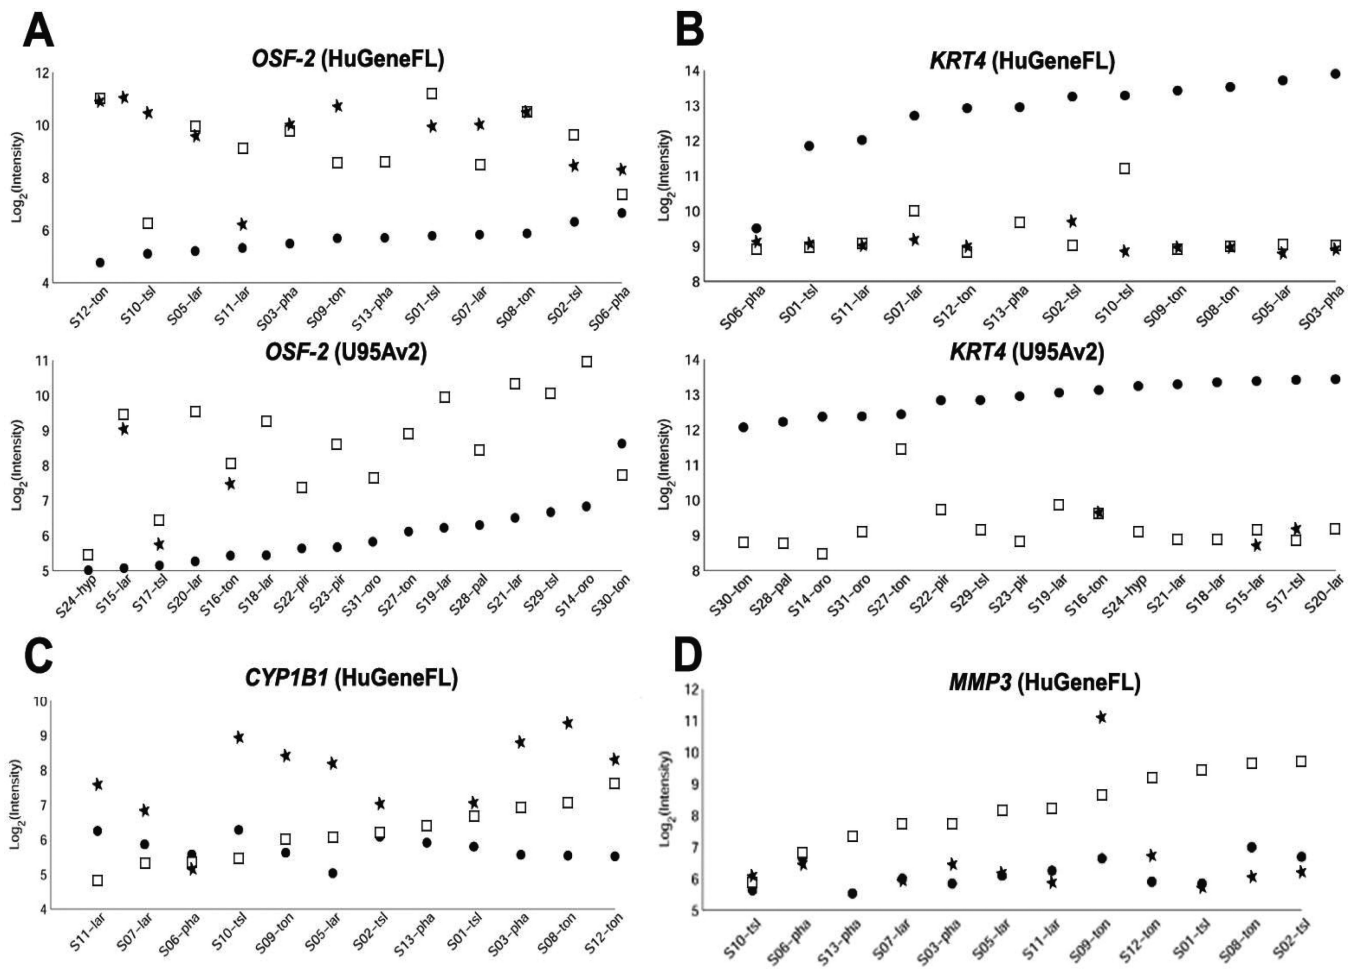 A
OSF-2 (HuGeneFL)
Log2(Intensity)
12
10
8
6
4
S12-ton
S10-tsl
S05-lar
S11-lar
S03-pha
S09-ton
S13-pha
S01-tsl
S07-lar
S08-ton
S02-tsl
S06-pha
OSF-2 (U95Av2)
Log2(Intensity)
11
10
9
8
7
6
5
S24-hyp
S15-lar
S17-tsl
S20-lar
S16-ton
S18-lar
S22-pir
S23-pir
S31-oro
S27-ton
S19-lar
S28-pal
S21-lar
S29-tsl
S14-oro
S30-ton
B
KRT4 (HuGeneFL)
Log2(Intensity)
14
13
12
11
10
9
8
S06-pha
S01-tsl
S11-lar
S07-lar
S12-ton
S13-pha
S02-tsl
S10-tsl
S09-ton
S08-ton
S05-lar
S03-pha
KRT4 (U95Av2)
Log2(Intensity)
14
13
12
11
10
9
8
S30-ton
S28-pal
S14-oro
S31-oro
S27-ton
S22-pir
S29-tsl
S23-pir
S19-lar
S16-ton
S24-hyp
S21-lar
S18-lar
S15-lar
S17-tsl
S20-lar
C
CYP1B1 (HuGeneFL)
Log2(Intensity)
10
9
8
7
6
5
4
S11-lar
S07-lar
S06-pha
S10-tsl
S09-ton
S05-lar
S02-tsl
S13-pha
S01-tsl
S03-pha
S08-ton
S12-ton
D
MMP3 (HuGeneFL)
Log2(Intensity)
12
11
10
9
8
7
6
5
S10-tsl
S06-pha
S13-pha
S07-lar
S03-pha
S05-lar
S11-lar
S09-ton
S12-ton
S01-tsl
S08-ton
S02-tsl